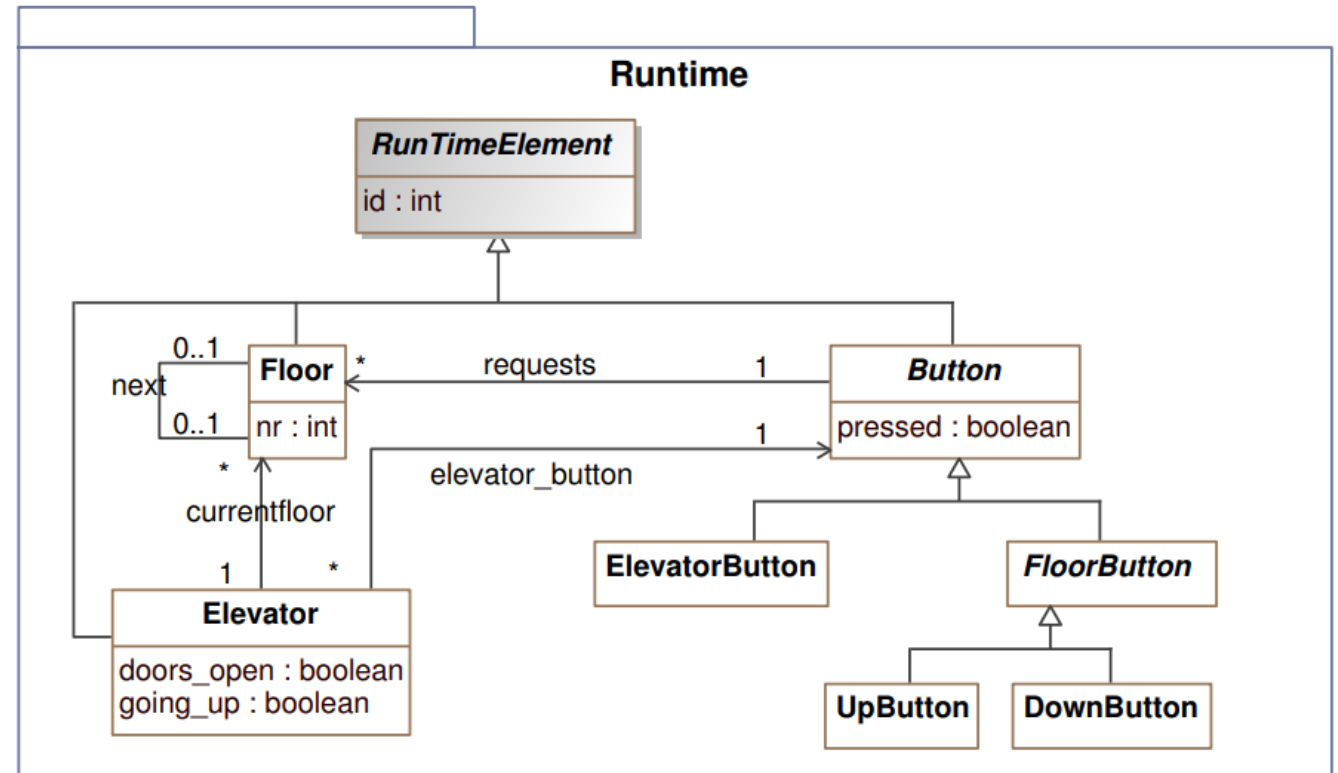 Runtime
RunTimeElement
id : int
0..1
next
0..1
Floor
nr : int
*
requests
1
Button
pressed : boolean
*
currentfloor
1
*
elevator_button
1
Elevator
doors_open : boolean
going_up : boolean
ElevatorButton
FloorButton
UpButton
DownButton